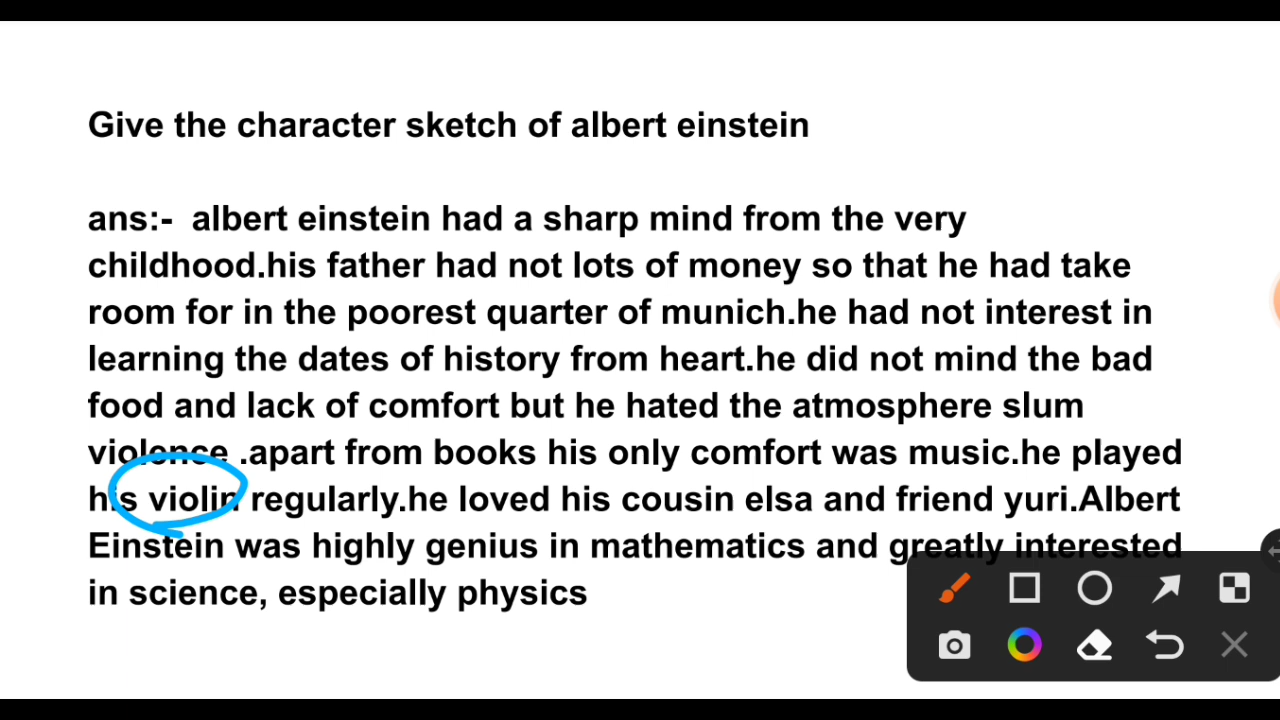 Give the character sketch of albert einstein
ans:- albert einstein had a sharp mind from the very
childhood.his father had not lots of money so that he had take
room for in the poorest quarter of munich.he had not interest in
learning the dates of history from heart.he did not mind the bad
food and lack of comfort but he hated the atmosphere slum
violence .apart from books his only comfort was music.he played
his violin regularly.he loved his cousin elsa and friend yuri.Albert
Einstein was highly genius in mathematics and greatly interested
in science, especially physics